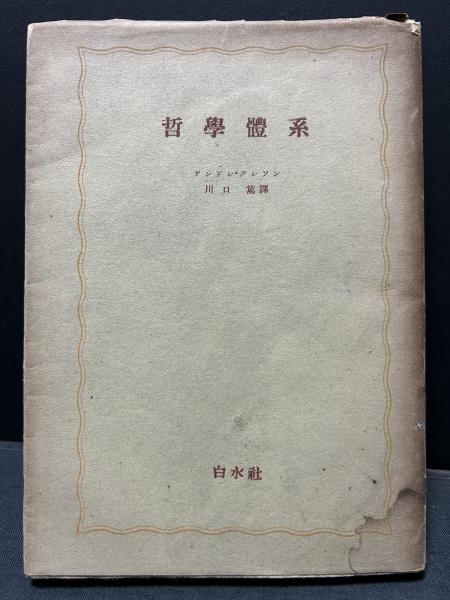 哲學體系
アンドレ・クレソン
川口 篤譯
白水社